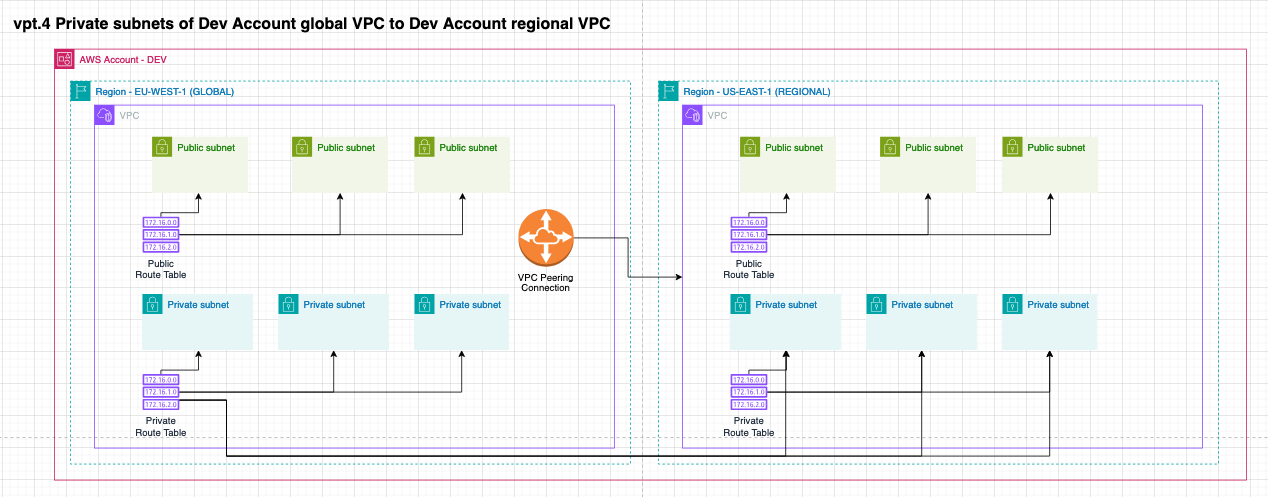 vpt.4 Private subnets of Dev Account global VPC to Dev Account regional VPC
AWS Account - DEV
Region - EU-WEST-1 (GLOBAL)
VPC
Public subnet
Public subnet
Public subnet
172.16.0.0
172.16.1.0
172.16.2.0
Public
Route Table
VPC Peering
Connection
Private subnet
Private subnet
Private subnet
172.16.0.0
172.16.1.0
172.16.2.0
Private
Route Table
Region - US-EAST-1 (REGIONAL)
VPC
Public subnet
Public subnet
Public subnet
172.16.0.0
172.16.1.0
172.16.2.0
Public
Route Table
Private subnet
Private subnet
Private subnet
172.16.0.0
172.16.1.0
172.16.2.0
Private
Route Table